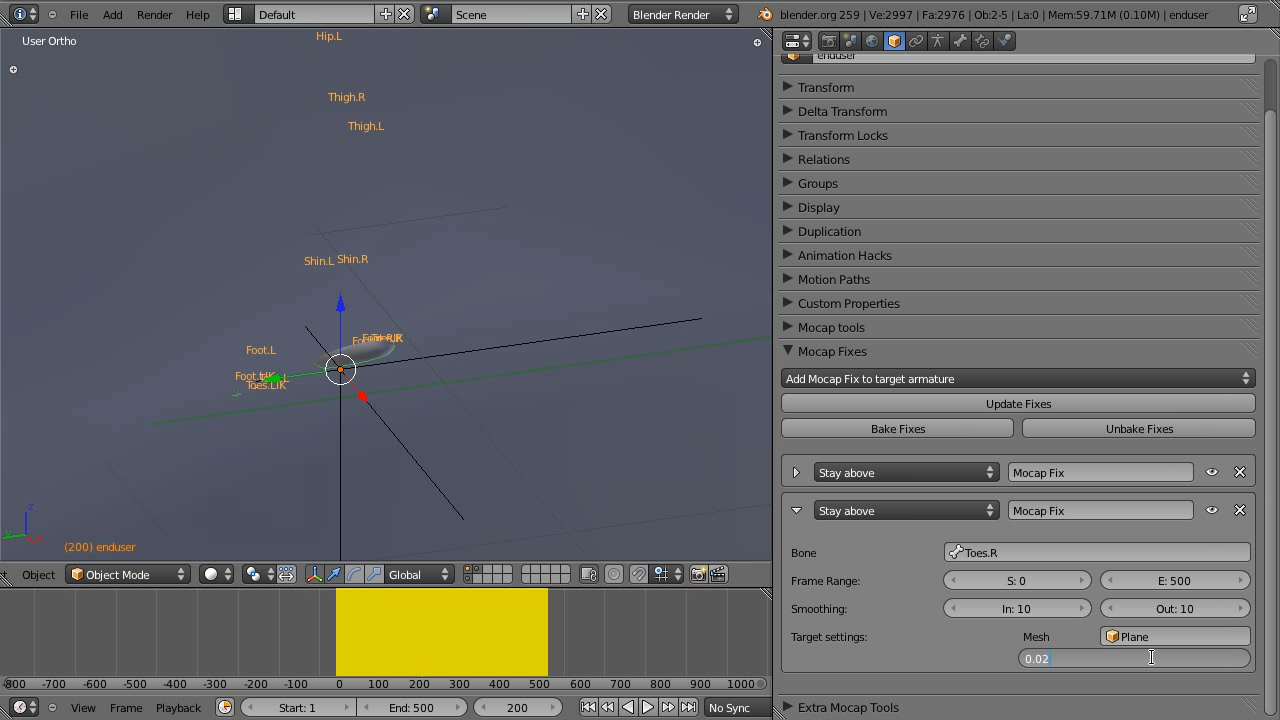 File Add Render Help Default Scene Blender Render blender.org 259 | Ve:2997 | Fa:2976 | Ob:2-5 | La:0 | Mem:59.71M (0.10M) | enduser
User Ortho
Hip.L
Thigh.R
Thigh.L
Shin.L Shin.R
Foot.L
Toes.LIK
z
(200) enduser
Object Object Mode Global
-800 -700 -600 -500 -400 -300 -200 -100 0 100 200 300 400 500 600 700 800 900 1000
View Frame Playback Start: 1 End: 500 200 No Sync
enduser
Transform
Delta Transform
Transform Locks
Relations
Groups
Display
Duplication
Animation Hacks
Motion Paths
Custom Properties
Mocap tools
Mocap Fixes
Add Mocap Fix to target armature
Update Fixes
Bake Fixes Unbake Fixes
Stay above Mocap Fix
Stay above Mocap Fix
Bone Toes.R
Frame Range: S: 0 E: 500
Smoothing: In: 10 Out: 10
Target settings: Mesh Plane
0.02
Extra Mocap Tools